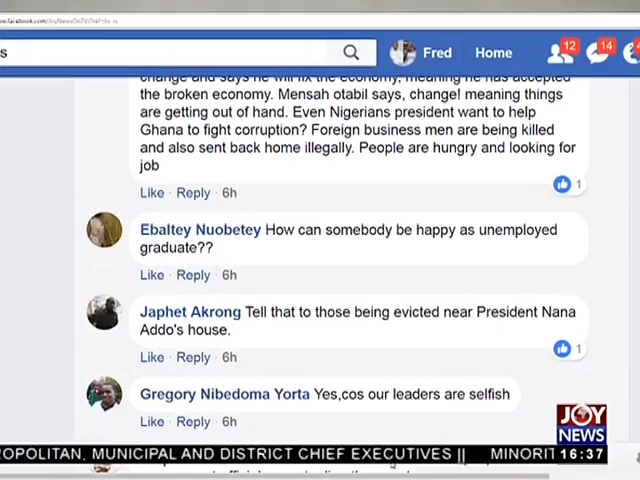 www.facebook.com/JoyNewsOnTV/?ref=br_rs
s
Fred
Home
12
14
change and says he will fix the economy, meaning he has accepted
the broken economy. Mensah otabil says, change! meaning things
are getting out of hand. Even Nigerians president want to help
Ghana to fight corruption? Foreign business men are being killed
and also sent back home illegally. People are hungry and looking for
job
Like · Reply · 6h
1
Ebaltey Nuobetey How can somebody be happy as unemployed
graduate??
Like · Reply · 6h
Japhet Akrong Tell that to those being evicted near President Nana
Addo's house.
Like · Reply · 6h
1
Gregory Nibedoma Yorta Yes,cos our leaders are selfish
Like · Reply · 6h
JOY
NEWS
16:37
OPOLITAN, MUNICIPAL AND DISTRICT CHIEF EXECUTIVES || MINORIT